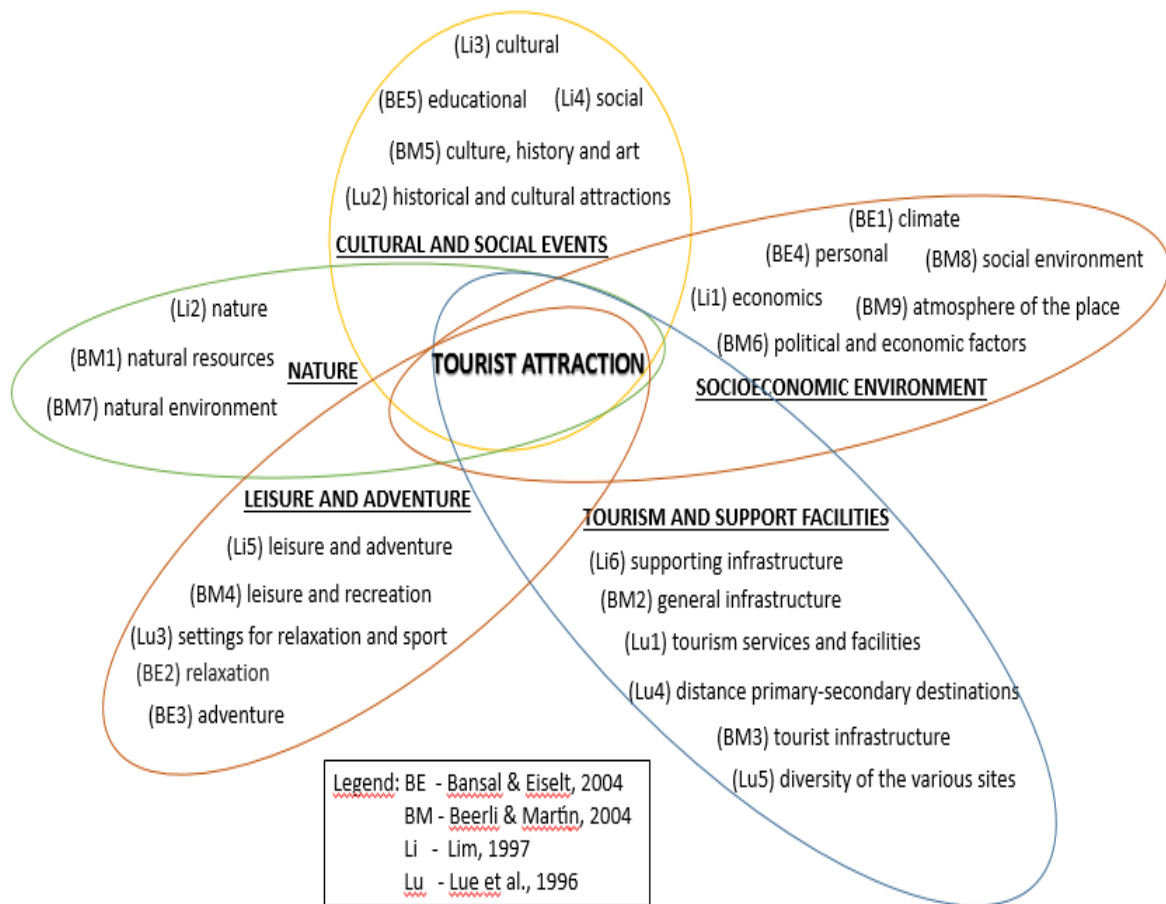 (Li3) cultural
(BE5) educational (Li4) social
(BM5) culture, history and art
(Lu2) historical and cultural attractions
CULTURAL AND SOCIAL EVENTS
(BE1) climate
(BE4) personal (BM8) social environment
(Li1) economics (BM9) atmosphere of the place
(BM6) political and economic factors
SOCIOECONOMIC ENVIRONMENT
(Li2) nature
(BM1) natural resources
NATURE
(BM7) natural environment
TOURIST ATTRACTION
LEISURE AND ADVENTURE
(Li5) leisure and adventure
(BM4) leisure and recreation
(Lu3) settings for relaxation and sport
(BE2) relaxation
(BE3) adventure
TOURISM AND SUPPORT FACILITIES
(Li6) supporting infrastructure
(BM2) general infrastructure
(Lu1) tourism services and facilities
(Lu4) distance primary-secondary destinations
(BM3) tourist infrastructure
(Lu5) diversity of the various sites
Legend: BE - Bansal & Eiselt, 2004
BM - Beerli & Martín, 2004
Li - Lim, 1997
Lu - Lue et al., 1996